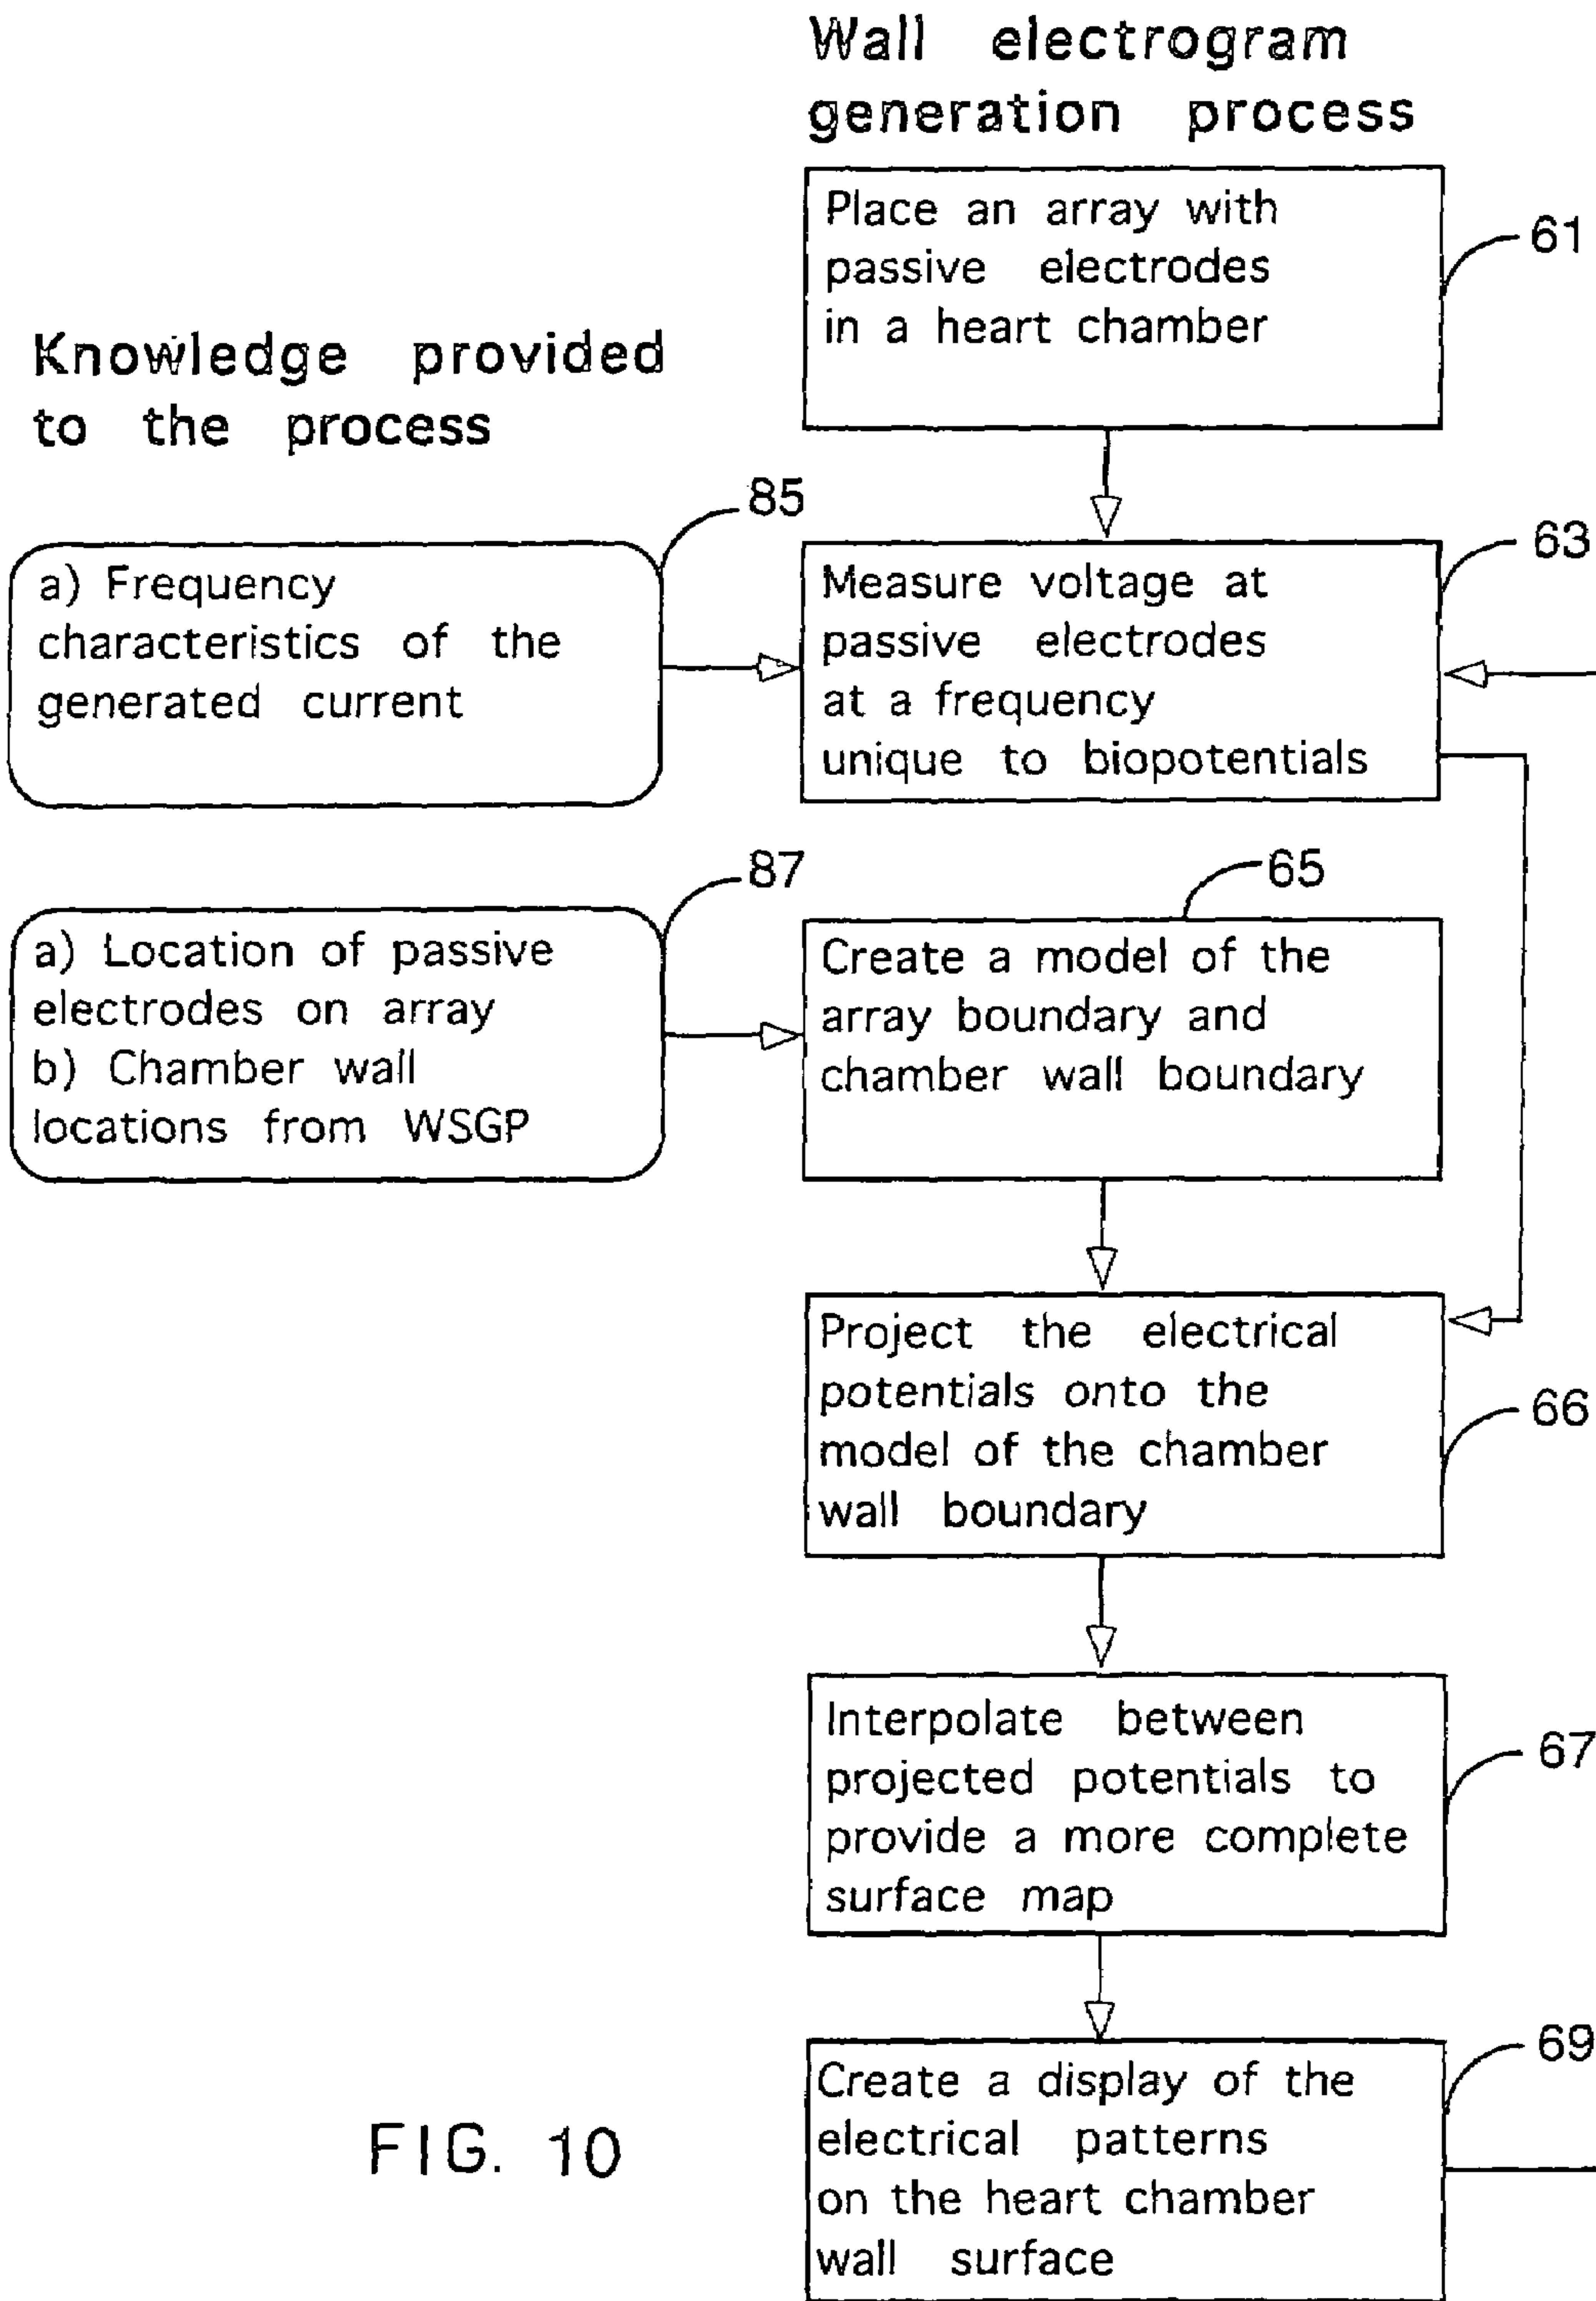 Wall electrogram
generation process
Place an array with
passive electrodes
in a heart chamber
61
Knowledge provided
to the process
85
a) Frequency
characteristics of the
generated current
63
Measure voltage at
passive electrodes
at a frequency
unique to biopotentials
87
a) Location of passive
electrodes on array
b) Chamber wall
locations from WSGP
65
Create a model of the
array boundary and
chamber wall boundary
Project the electrical
potentials onto the
model of the chamber
wall boundary
66
Interpolate between
projected potentials to
provide a more complete
surface map
67
Create a display of the
electrical patterns
on the heart chamber
wall surface
69
FIG. 10